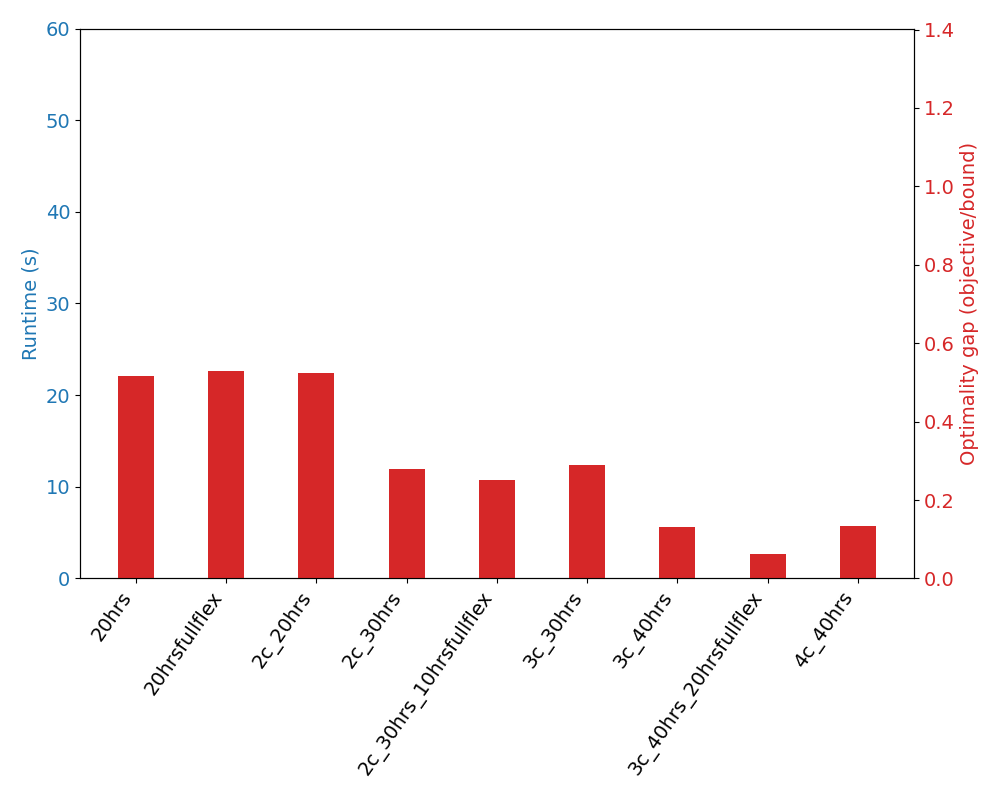 60
50
40
30
20
10
0
Runtime (s)
1.4
1.2
1.0
0.8
0.6
0.4
0.2
0.0
Optimality gap (objective/bound)
20hrs
20hrsfullflex
2c_20hrs
2c_30hrs
2c_30hrs_10hrsfullflex
3c_30hrs
3c_40hrs
3c_40hrs_20hrsfullflex
4c_40hrs